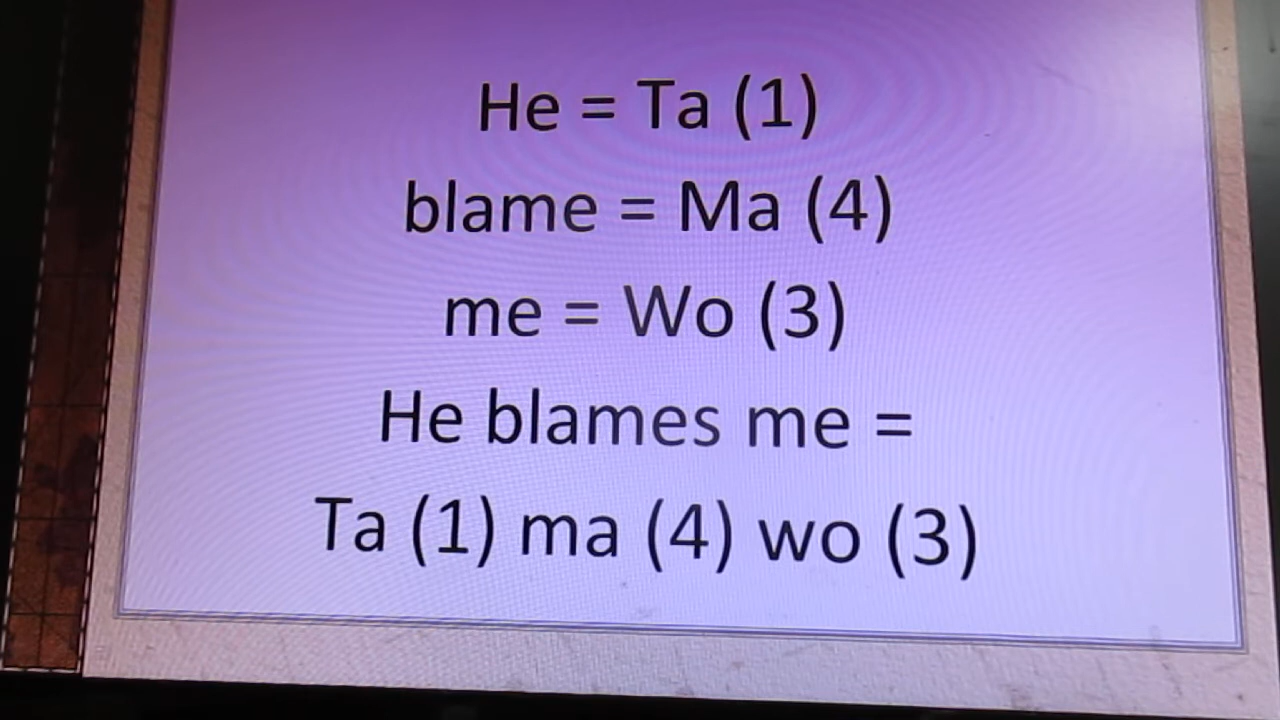 He = Ta (1)
blame = Ma (4)
me = Wo (3)
He blames me =
Ta (1) ma (4) wo (3)